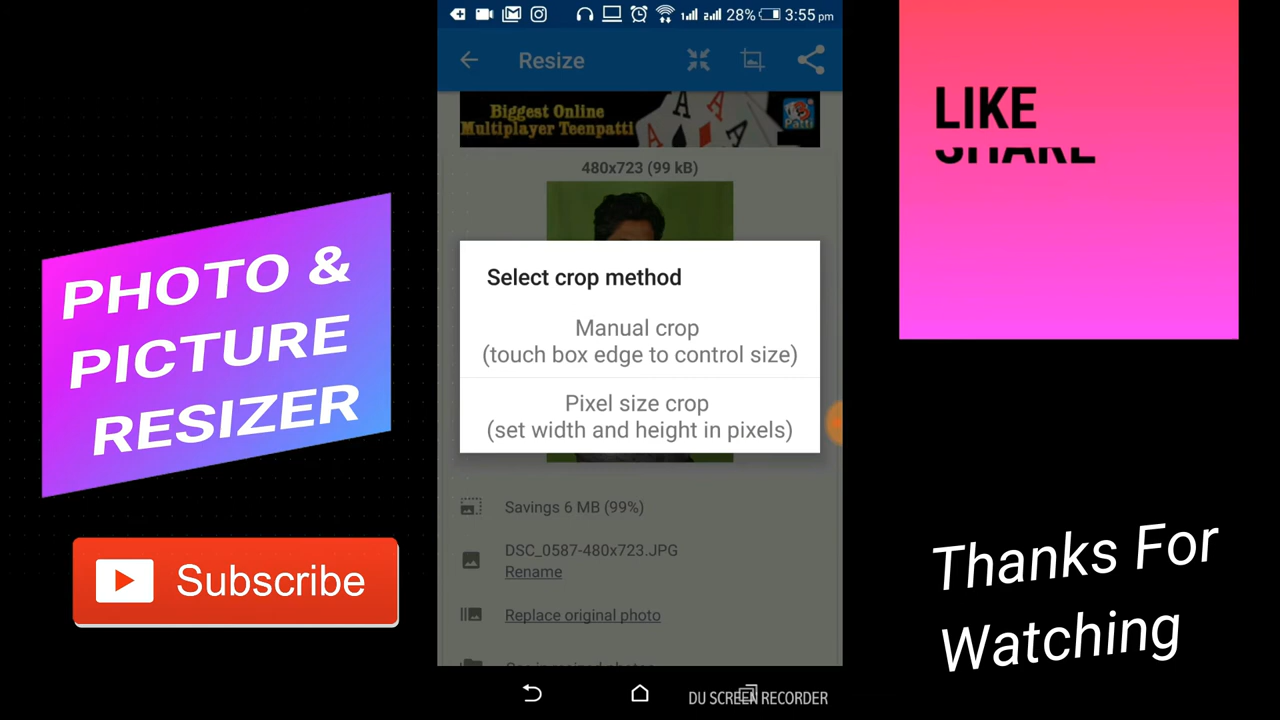 28% 3:55 pm
Resize
Biggest Online
Multiplayer Teenpatti
Patti
480x723 (99 kB)
Select crop method
Manual crop
(touch box edge to control size)
Pixel size crop
(set width and height in pixels)
Savings 6 MB (99%)
DSC_0587-480x723.JPG
Rename
Replace original photo
DU SCREEN RECORDER
PHOTO &
PICTURE
RESIZER
Subscribe
LIKE
SHARE
Thanks For
Watching